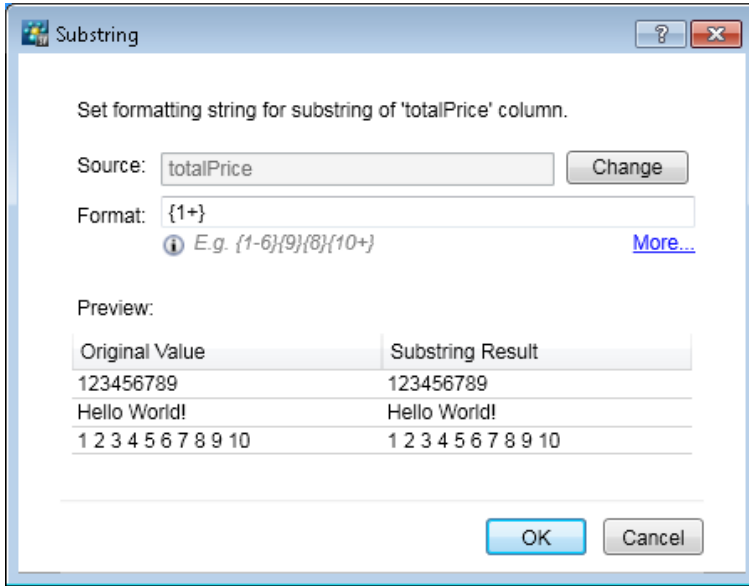 Substring
Set formatting string for substring of 'totalPrice' column.
Source: totalPrice Change
Format: {1+}
E.g. {1-6}{9}{8}{10+} More...
Preview:
Original Value Substring Result
123456789 123456789
Hello World! Hello World!
1 2 3 4 5 6 7 8 9 10 1 2 3 4 5 6 7 8 9 10
OK Cancel